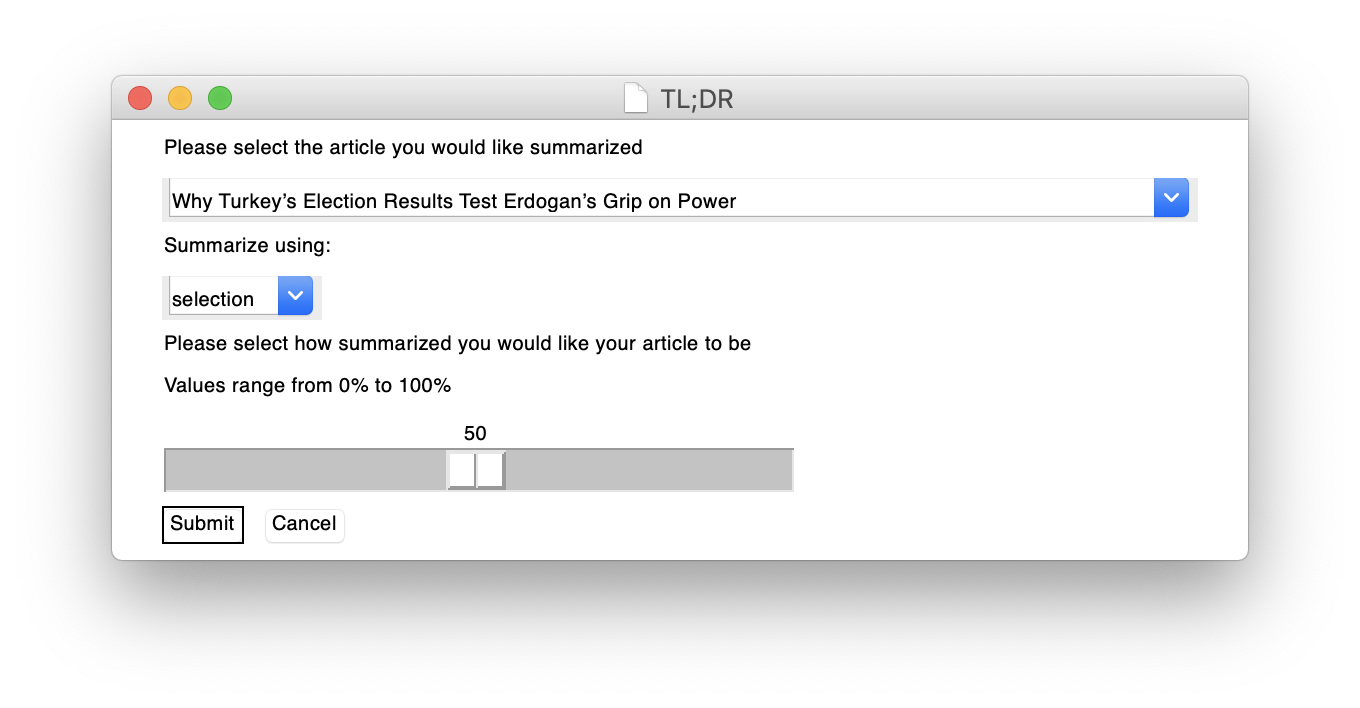 TL;DR
Please select the article you would like summarized
Why Turkey’s Election Results Test Erdogan’s Grip on Power
Summarize using:
selection
Please select how summarized you would like your article to be
Values range from 0% to 100%
50
Submit Cancel